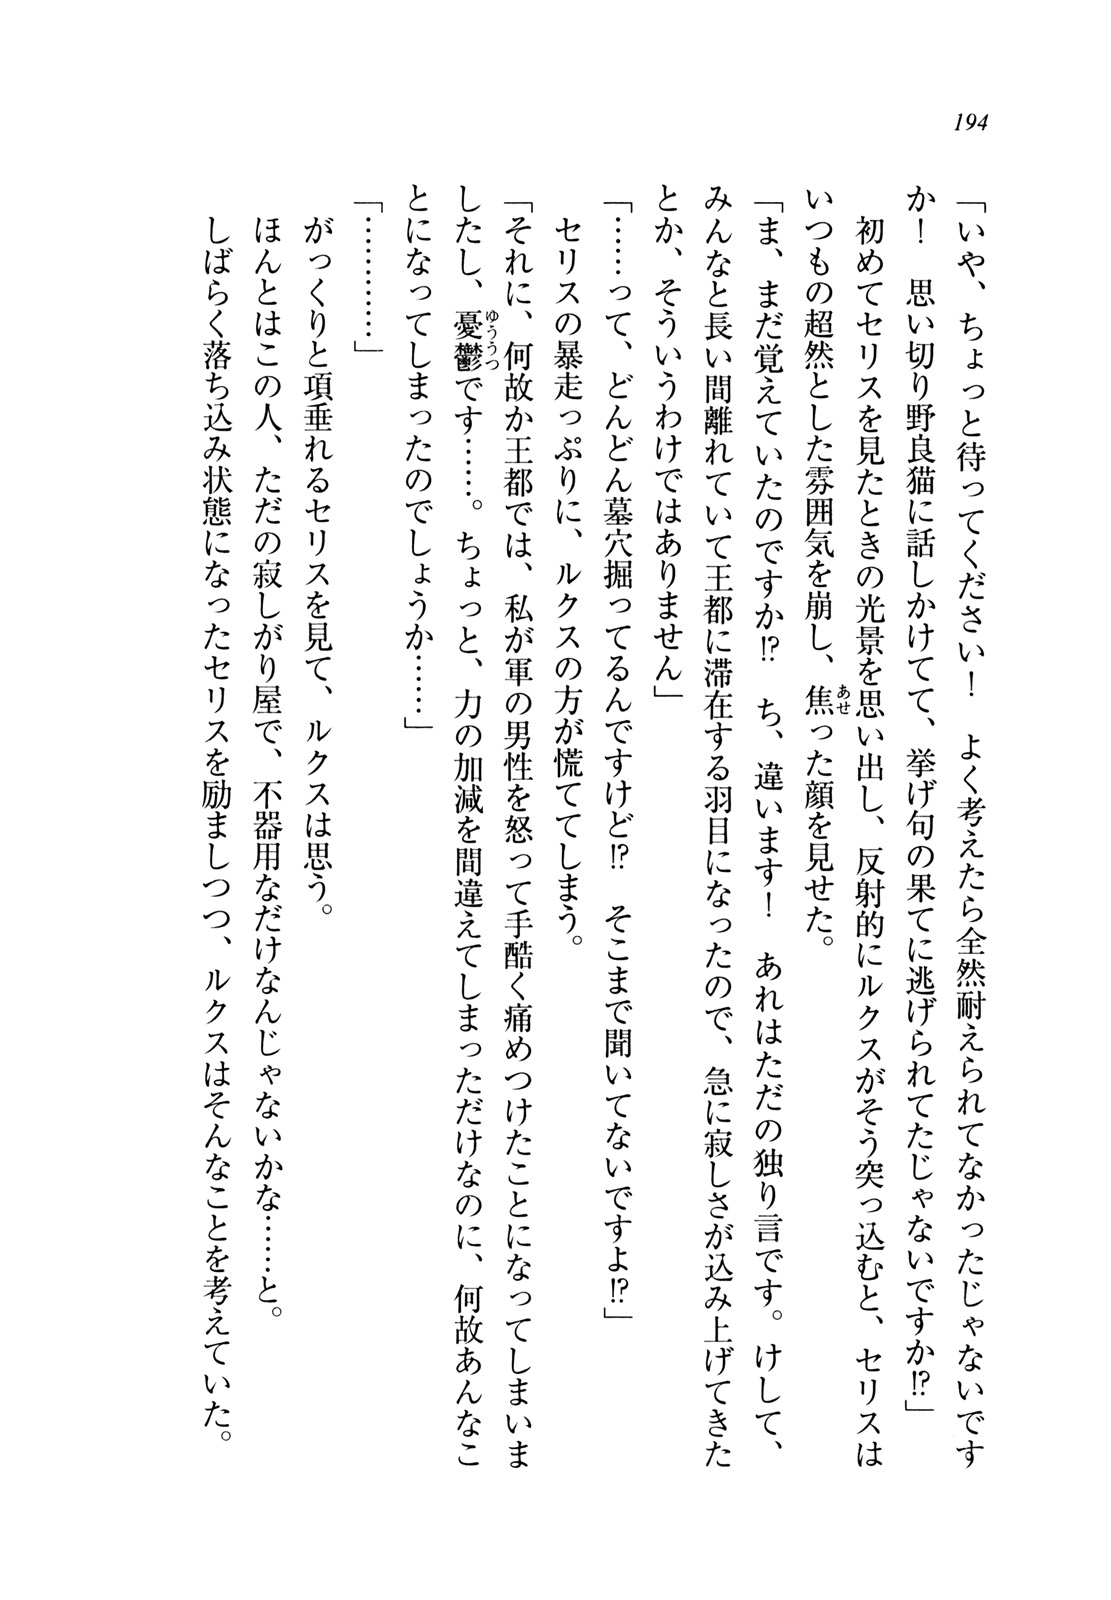 194
「いや、ちょっと待ってください！　よく考えたら全然耐えられてなかったじゃないです
か！　思い切り野良猫に話しかけてて、挙げ句の果てに逃げられてたじゃないですか⁉」
　初めてセリスを見たときの光景を思い出し、反射的にルクスがそう突っ込むと、セリスは
いつもの超然とした雰囲気を崩し、焦った顔を見せた。
「ま、まだ覚えていたのですか⁉　ち、違います！　あれはただの独り言です。けして、
みんなと長い間離れていて王都に滞在する羽目になったので、急に寂しさが込み上げてきた
とか、そういうわけではありません」
「……って、どんどん墓穴掘ってるんですけど⁉　そこまで聞いてないですよ⁉」
　セリスの暴走っぷりに、ルクスの方が慌ててしまう。
「それに、何故か王都では、私が軍の男性を怒って手酷く痛めつけたことになってしまいま
したし、憂鬱です……。ちょっと、力の加減を間違えてしまっただけなのに、何故あんなこ
とになってしまったのでしょうか……」
「…………」
　がっくりと項垂れるセリスを見て、ルクスは思う。
　ほんとはこの人、ただの寂しがり屋で、不器用なだけなんじゃないかな……と。
　しばらく落ち込み状態になったセリスを励ましつつ、ルクスはそんなことを考えていた。